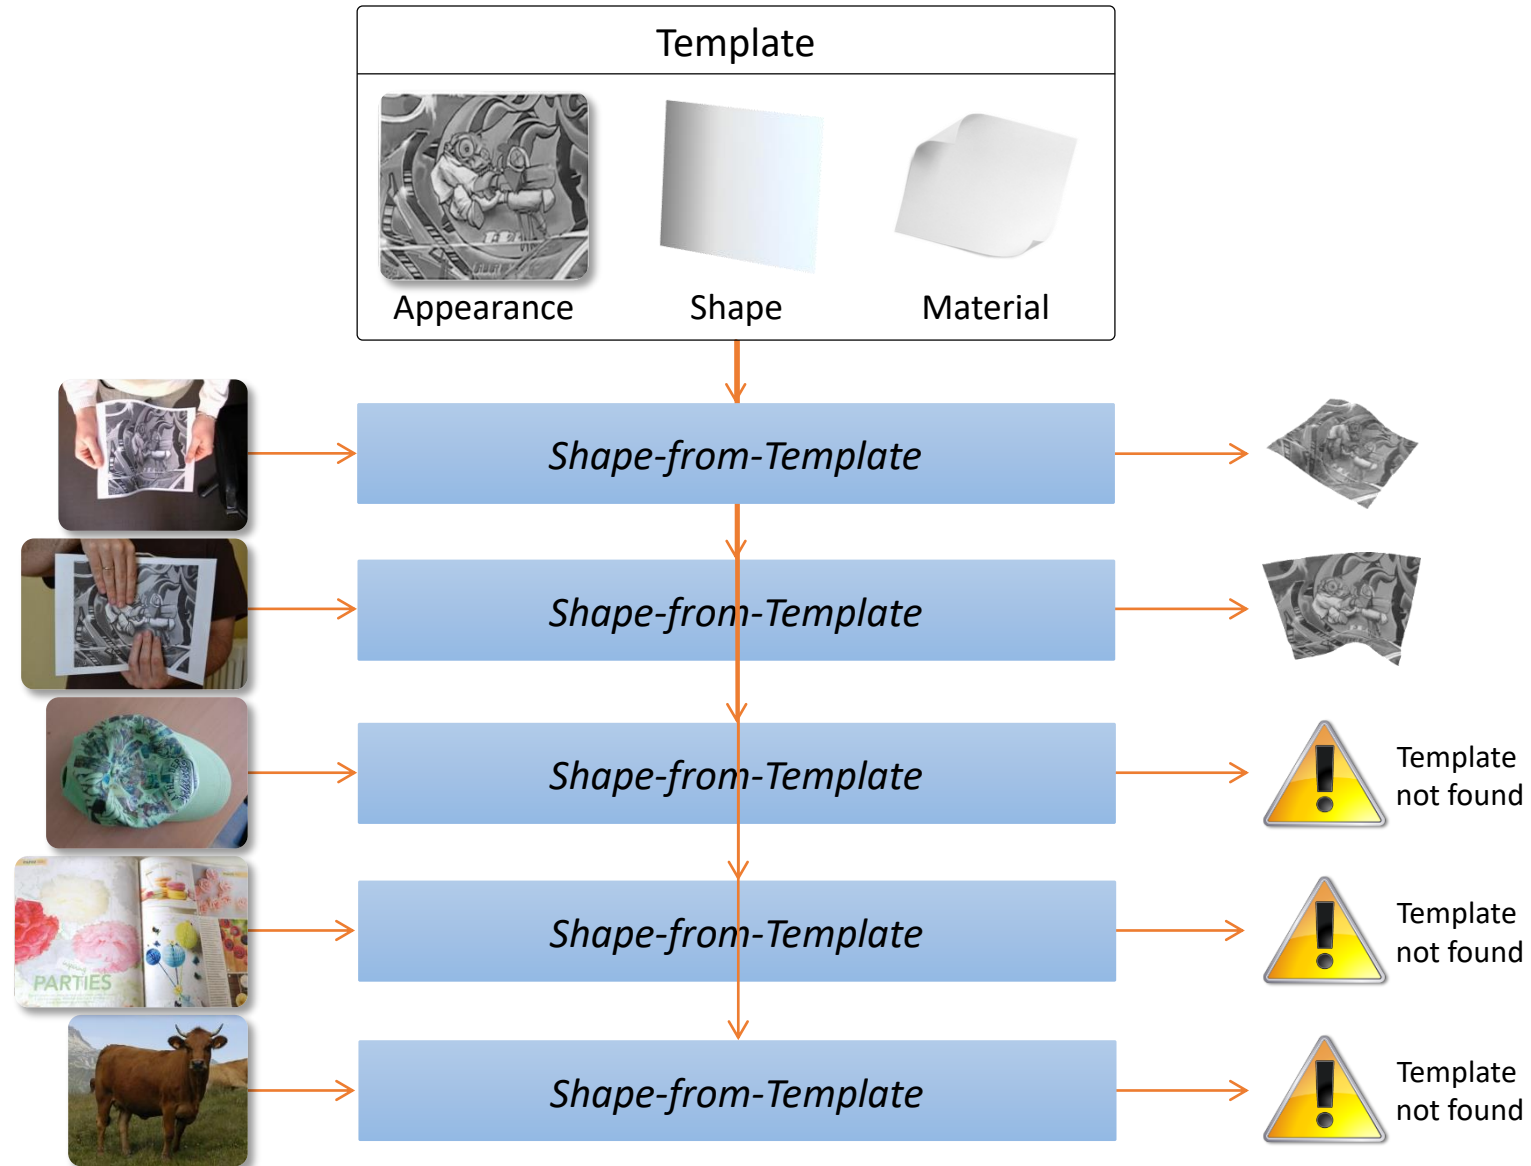 Template
Appearance
Shape
Material
Shape-from-Template
Shape-from-Template
Shape-from-Template
Template
not found
PARTIES
Shape-from-Template
Template
not found
Shape-from-Template
Template
not found